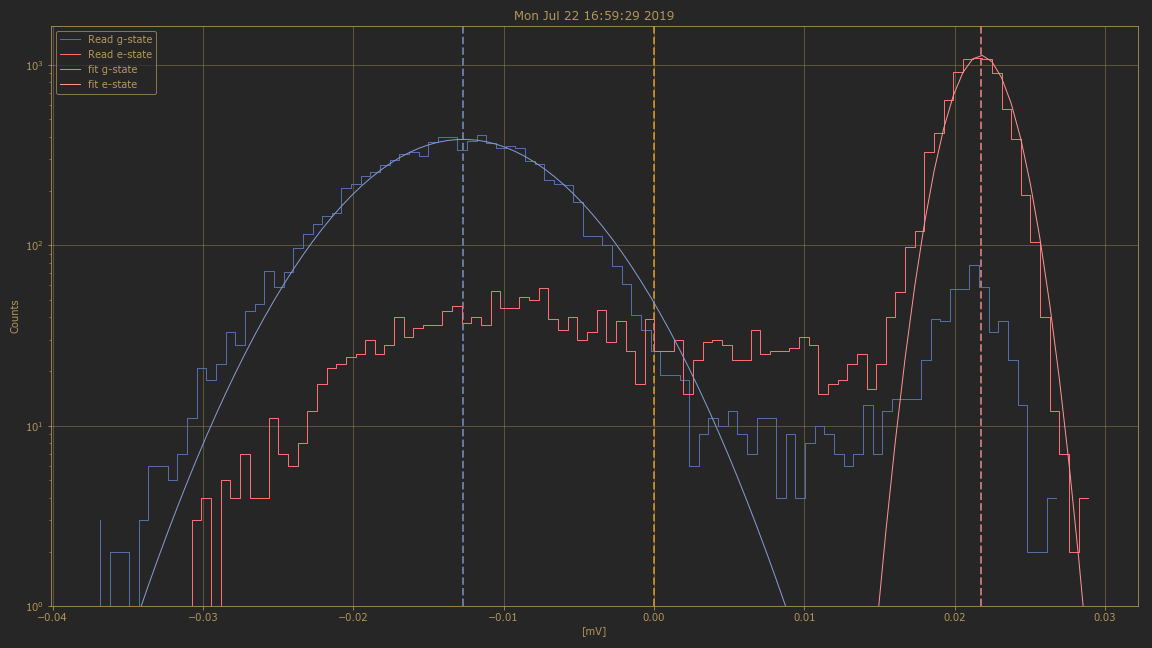 Mon Jul 22 16:59:29 2019
Read g-state
Read e-state
fit g-state
fit e-state
10³
10²
10¹
10⁰
Counts
−0.04 −0.03 −0.02 −0.01 0.00 0.01 0.02 0.03
[mV]